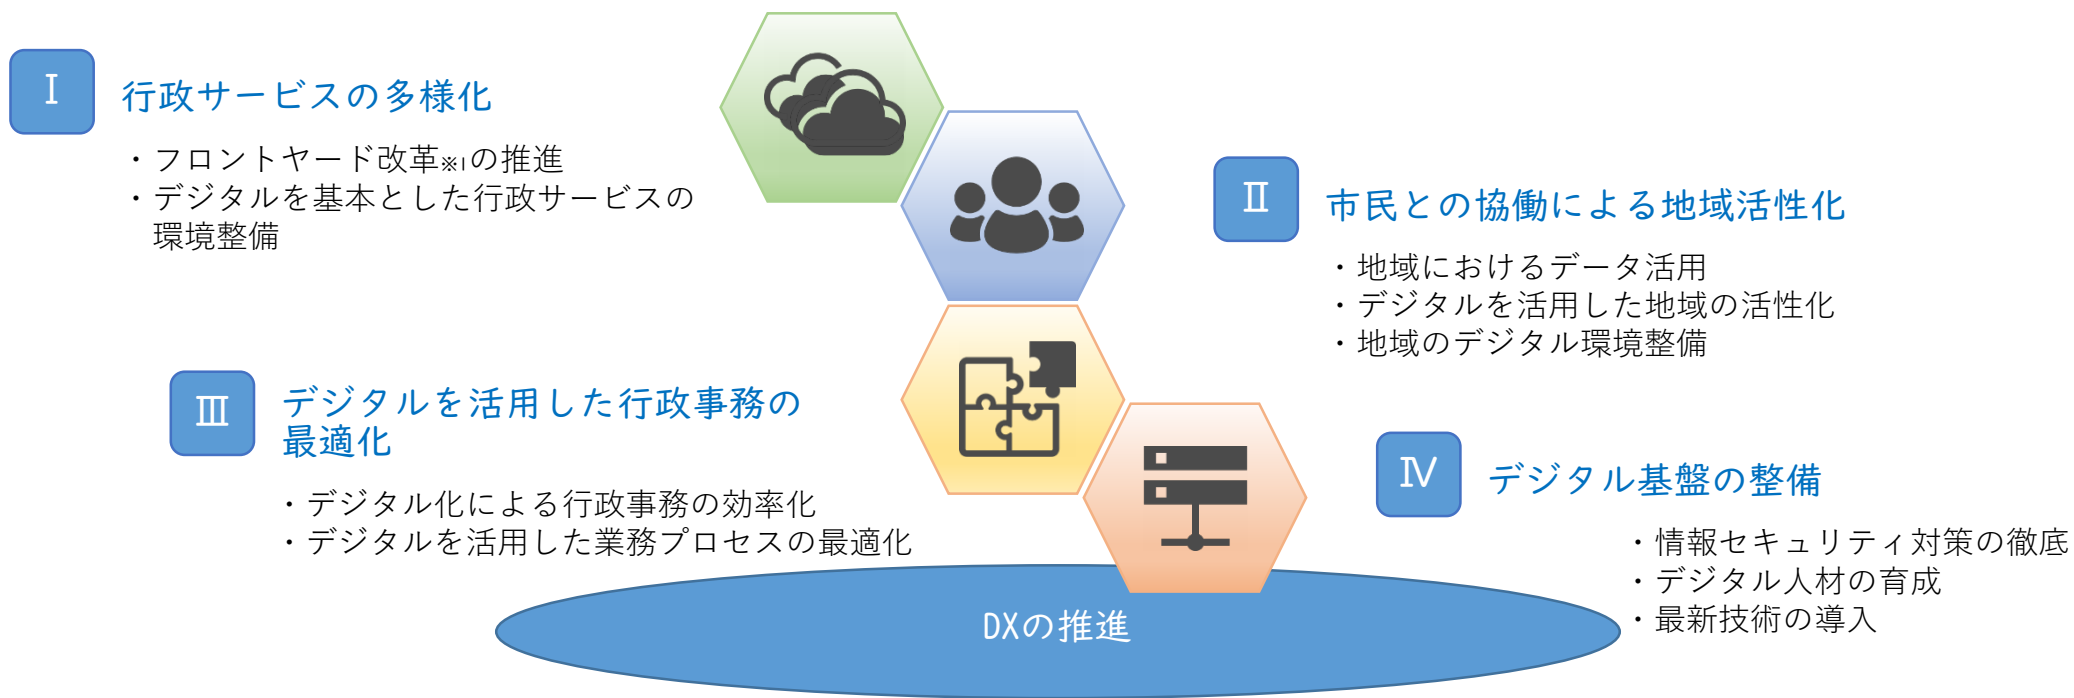 Ⅰ
行政サービスの多様化
・フロントヤード改革※1の推進
・デジタルを基本とした行政サービスの
環境整備
Ⅱ
市民との協働による地域活性化
・地域におけるデータ活用
・デジタルを活用した地域の活性化
・地域のデジタル環境整備
Ⅲ
デジタルを活用した行政事務の
最適化
・デジタル化による行政事務の効率化
・デジタルを活用した業務プロセスの最適化
Ⅳ
デジタル基盤の整備
・情報セキュリティ対策の徹底
・デジタル人材の育成
・最新技術の導入
DXの推進